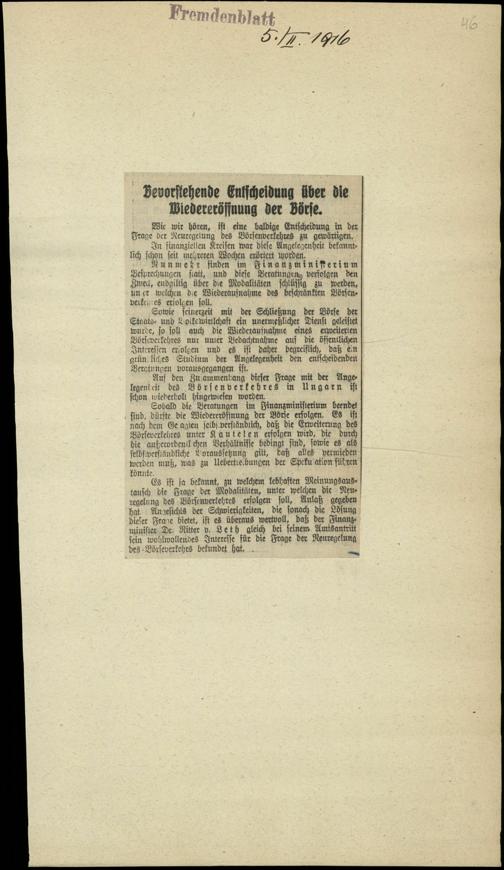 Fremdenblatt
46
5./II. 1916
Bevorstehende Entscheidung über die
Wiedereröffnung der Börse.
Wie wir hören, ist eine baldige Entscheidung in der
Frage der Neuregelung des Börsenverkehres zu gewärtigen.
In finanziellen Kreisen war diese Angelegenheit bekannt-
lich schon seit mehreren Wochen erörtert worden.
Nunmehr finden im Finanzministerium
Besprechungen statt, und diese Beratungen verfolgen den
Zweck, endgiltig über die Modalitäten schlüssig zu werden,
unter welchen die Wiederaufnahme des beschränkten Börsen-
verkehres erfolgen soll.
Sowie seinerzeit mit der Schließung der Börse der
Staats- und Volkswirtschaft ein unermeßlicher Dienst geleistet
wurde, so soll auch die Wiederaufnahme eines erweiterten
Börseverkehres nur unter Bedachtnahme auf die öffentlichen
Interessen erfolgen und es ist daher begreiflich, daß ein
gründliches Studium der Angelegenheit den entscheidenden
Beratungen vorausgegangen ist.
Auf den Zusammenhang dieser Frage mit der Ange-
legenheit des Börsenverkehres in Ungarn ist
schon wiederholt hingewiesen worden.
Sobald die Beratungen im Finanzministerium beendet
sind, dürfte die Wiedereröffnung der Börse erfolgen. Es ist
nach dem Gesagten selbstverständlich, daß die Erweiterung des
Börseverkehres unter Kautelen erfolgen wird, die durch
die außerordentlichen Verhältnisse bedingt sind, sowie es als
selbstverständliche Voraussetzung gilt, daß alles vermieden
werden muß, was zu Uebertreibungen der Spekulation führen
könnte.
Es ist ja bekannt, zu welchem lebhaften Meinungsaus-
tausch die Frage der Modalitäten, unter welchen die Neu-
regelung des Börsenverkehres erfolgen soll, Anlaß gegeben
hat. Angesichts der Schwierigkeiten, die sonach die Lösung
dieser Frage bietet, ist es überaus wertvoll, daß der Finanz-
minister Dr. Ritter v. Leth gleich bei seinem Amtsantritt
sein wohlwollendes Interesse für die Frage der Neuregelung
des Börseverkehrs bekundet hat.